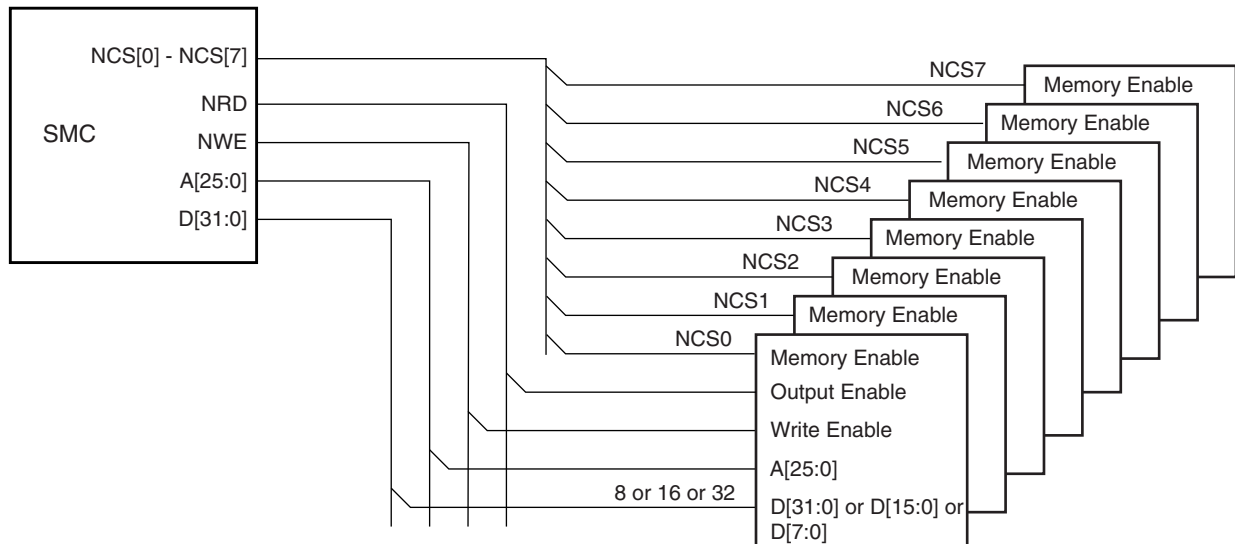 NCS[0] - NCS[7]
NRD
SMC
NWE
A[25:0]
D[31:0]
NCS7
Memory Enable
NCS6
Memory Enable
NCS5
Memory Enable
NCS4
Memory Enable
NCS3
Memory Enable
NCS2
Memory Enable
NCS1
Memory Enable
NCS0
Memory Enable
Output Enable
Write Enable
A[25:0]
8 or 16 or 32
D[31:0] or D[15:0] or
D[7:0]